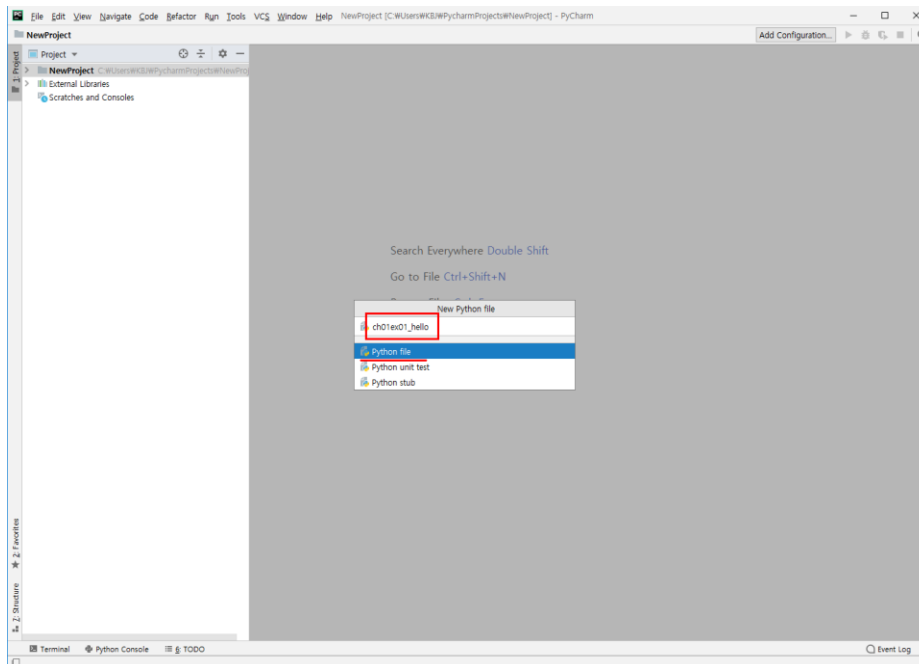 File Edit View Navigate Code Refactor Run Tools VCS Window Help NewProject [C:₩Users₩KIU₩PycharmProjects₩NewProject] - PyCharm
NewProject
Add Configuration...
Project
NewProject C:₩Users₩KIU₩PycharmProjects₩NewProj
External Libraries
Scratches and Consoles
1: Project
Search Everywhere Double Shift
Go to File Ctrl+Shift+N
New Python file
ch01ex01_hello
Python file
Python unit test
Python stub
2: Favorites
Z: Structure
Terminal Python Console 6: TODO
Event Log